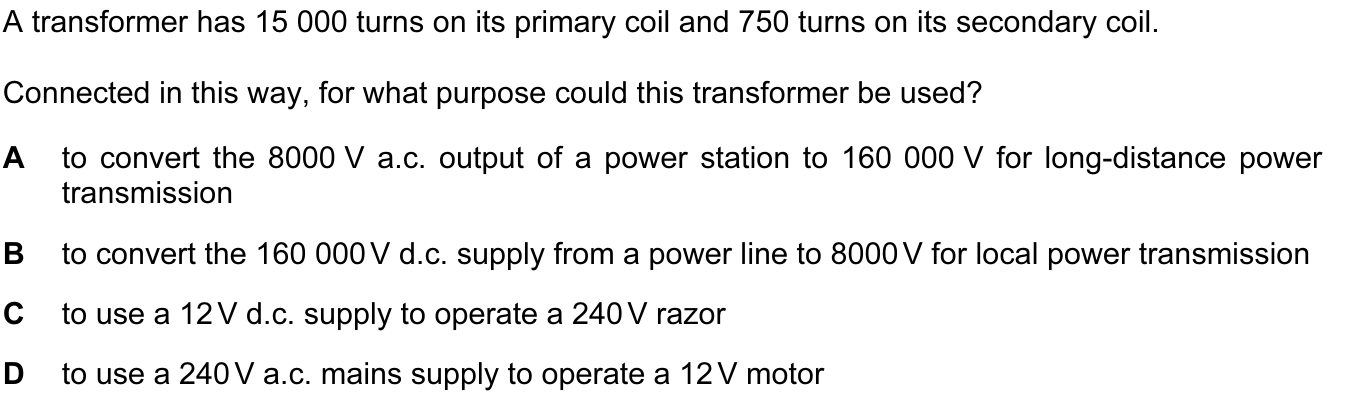 A transformer has 15 000 turns on its primary coil and 750 turns on its secondary coil.
Connected in this way, for what purpose could this transformer be used?
A to convert the 8000 V a.c. output of a power station to 160 000 V for long-distance power
transmission
B to convert the 160 000 V d.c. supply from a power line to 8000 V for local power transmission
C to use a 12 V d.c. supply to operate a 240 V razor
D to use a 240 V a.c. mains supply to operate a 12 V motor